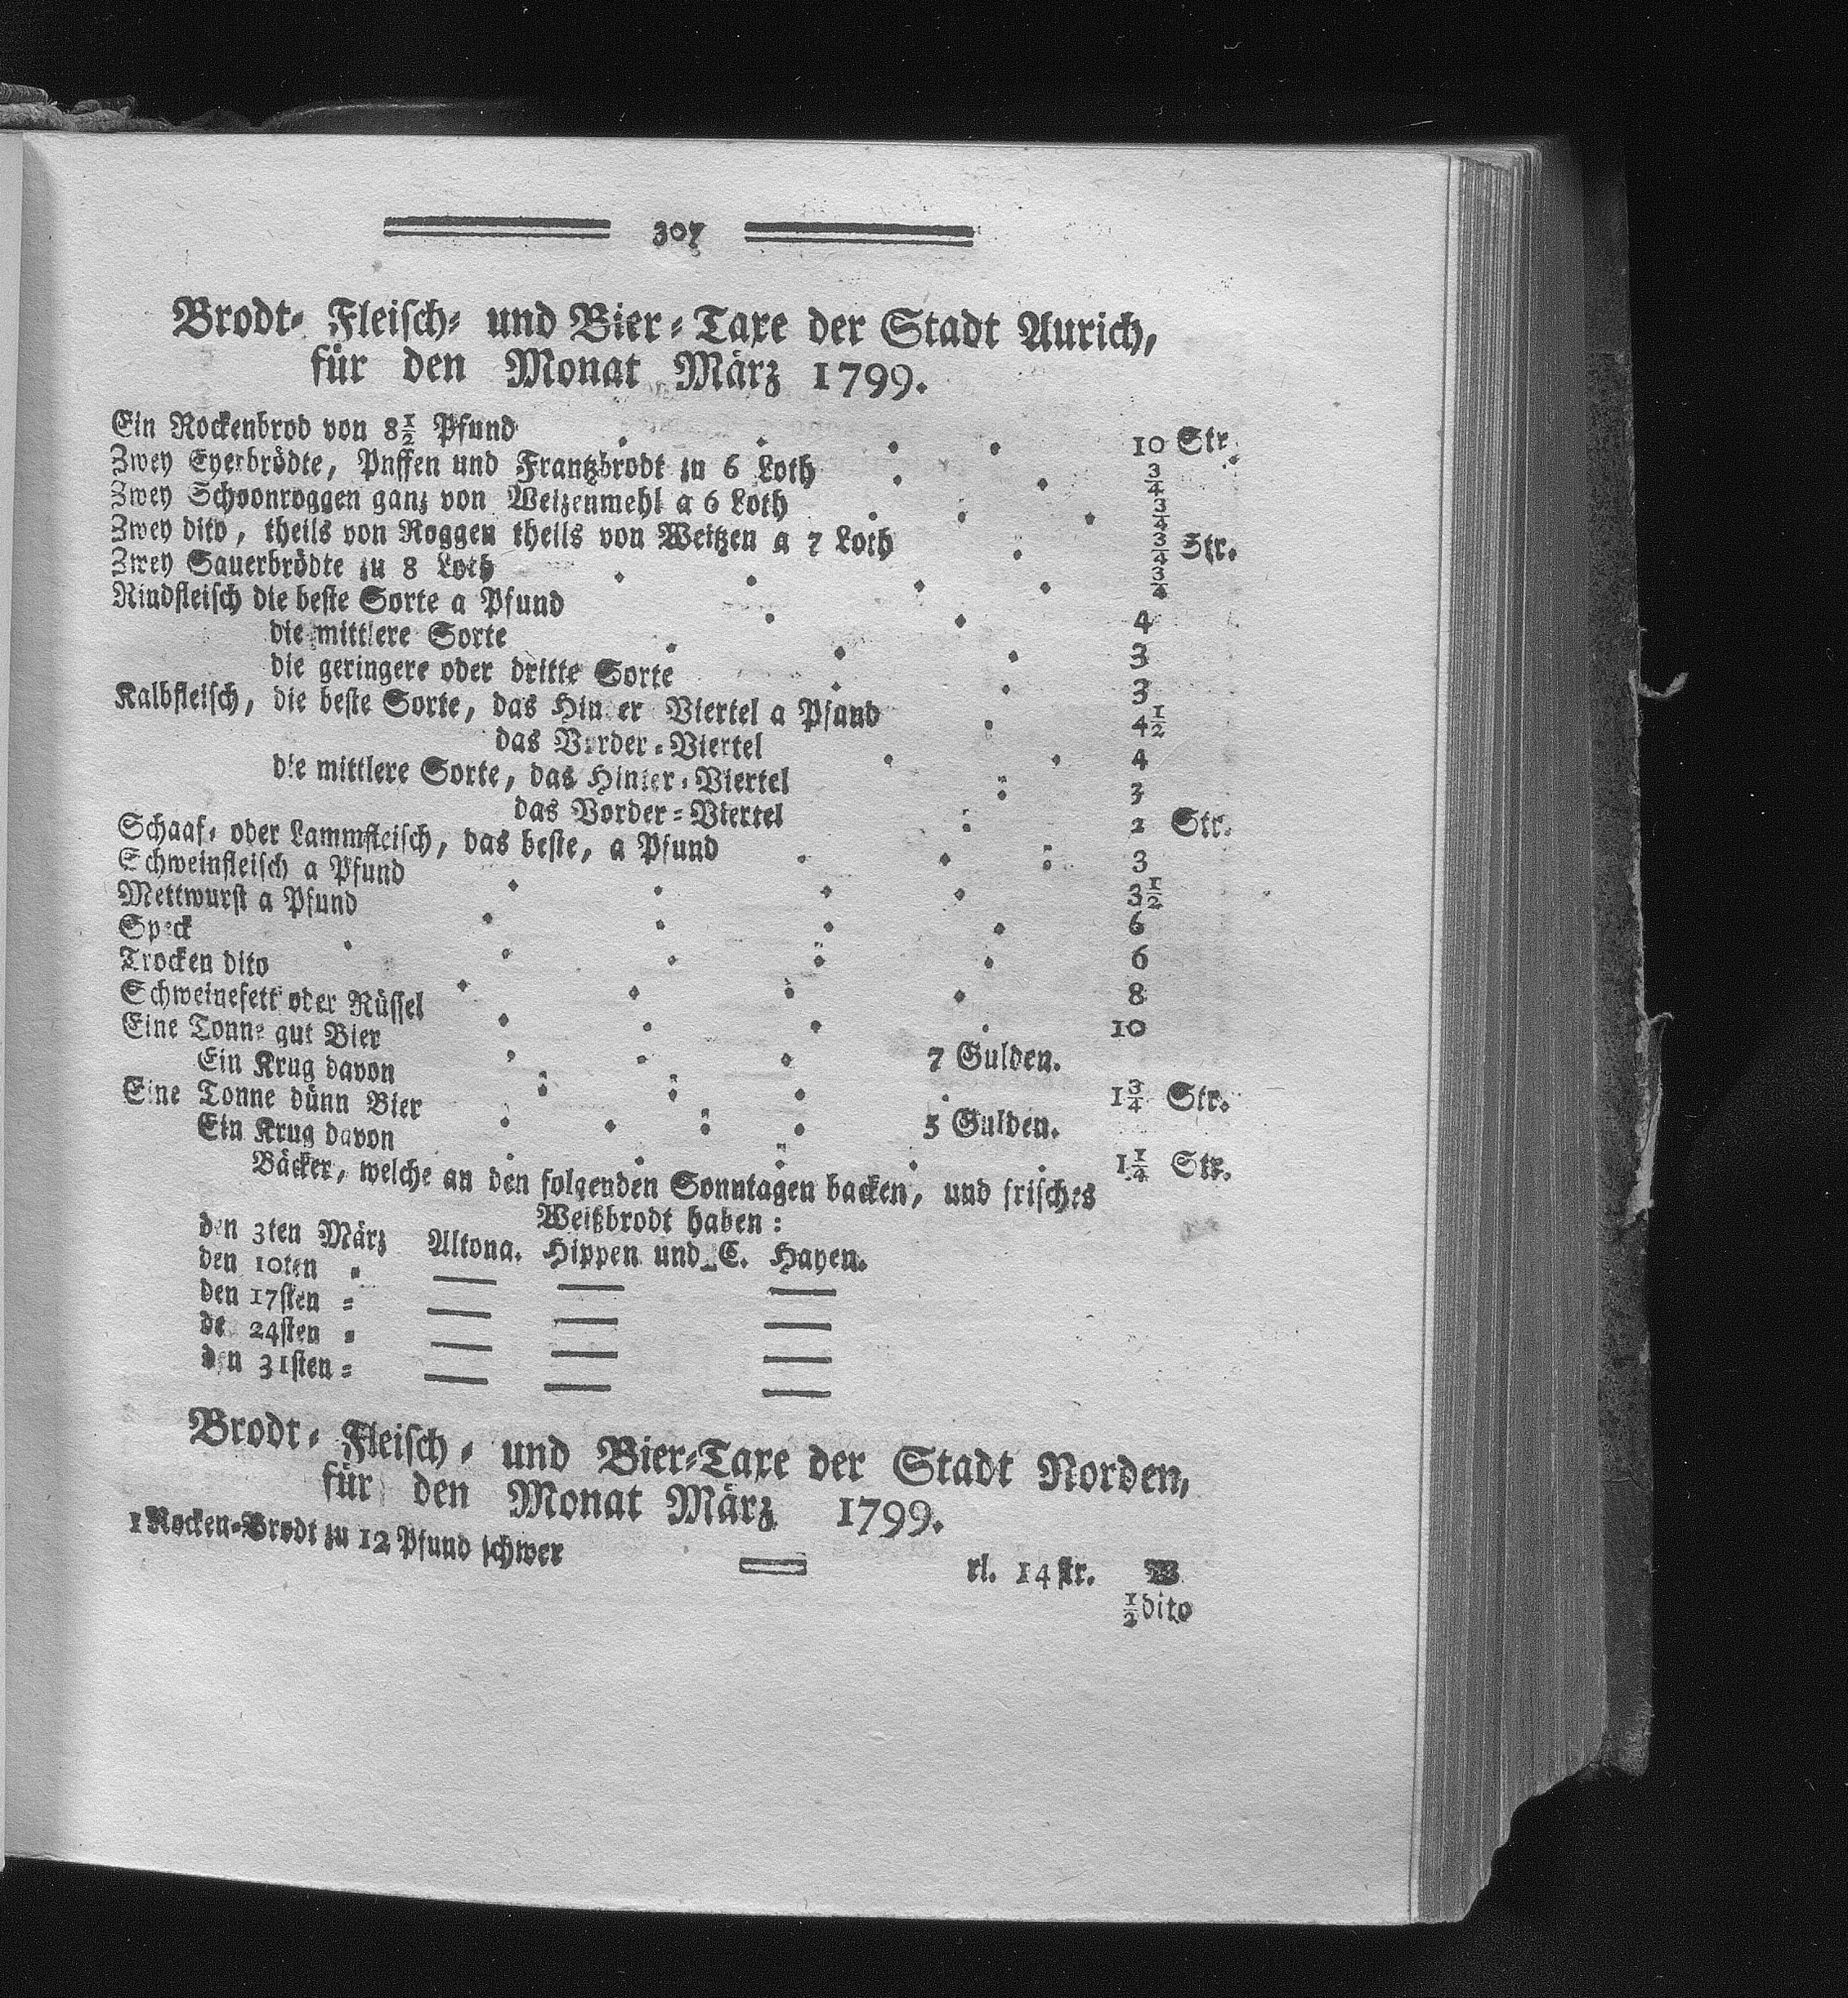 307
Brodt- Fleisch- und Bier-Taxe der Stadt Aurich,
für den Monat März 1799.
Ein Rockenbrod von 8½ Pfund 10 Str.
Zwey Eyerbrödte, Puffen und Frantzbrodt zu 6 Loth ¾
Zwey Schoonroggen ganz von Weizenmehl a 6 Loth ¾
Zwey dito, theils von Roggen theils von Weitzen a 7 Loth ¾ Str.
Zwey Sauerbrödte zu 8 Loth ¾
Rindfleisch die beste Sorte a Pfund 4
die mittlere Sorte 3
die geringere oder dritte Sorte 3
Kalbfleisch, die beste Sorte, das Hinter Viertel a Pfund 4½
das Vorder-Viertel 4
die mittlere Sorte, das Hinter-Viertel 3
das Vorder-Viertel 2 Str.
Schaaf- oder Lammfleisch, das beste, a Pfund 3
Schweinfleisch a Pfund 3½
Mettwurst a Pfund 6
Speck 6
Trocken dito 8
Schweinefett oder Rüssel 10
Eine Tonne gut Bier 7 Gulden.
Ein Krug davon 1¾ Str.
Eine Tonne dünn Bier 5 Gulden.
Ein Krug davon 1¼ Str.
Bäcker, welche an den folgenden Sonntagen backen, und frisches
Weißbrodt haben:
den 3ten März Altona. Hippen und C. Hayen.
den 10ten = — — —
den 17sten = — — —
de 24sten = — — —
den 31sten = — — —
Brodt- Fleisch- und Bier-Taxe der Stadt Norden,
für den Monat März 1799.
1 Rocken-Brodt zu 12 Pfund schwer rl. 14 str. W
½ dito